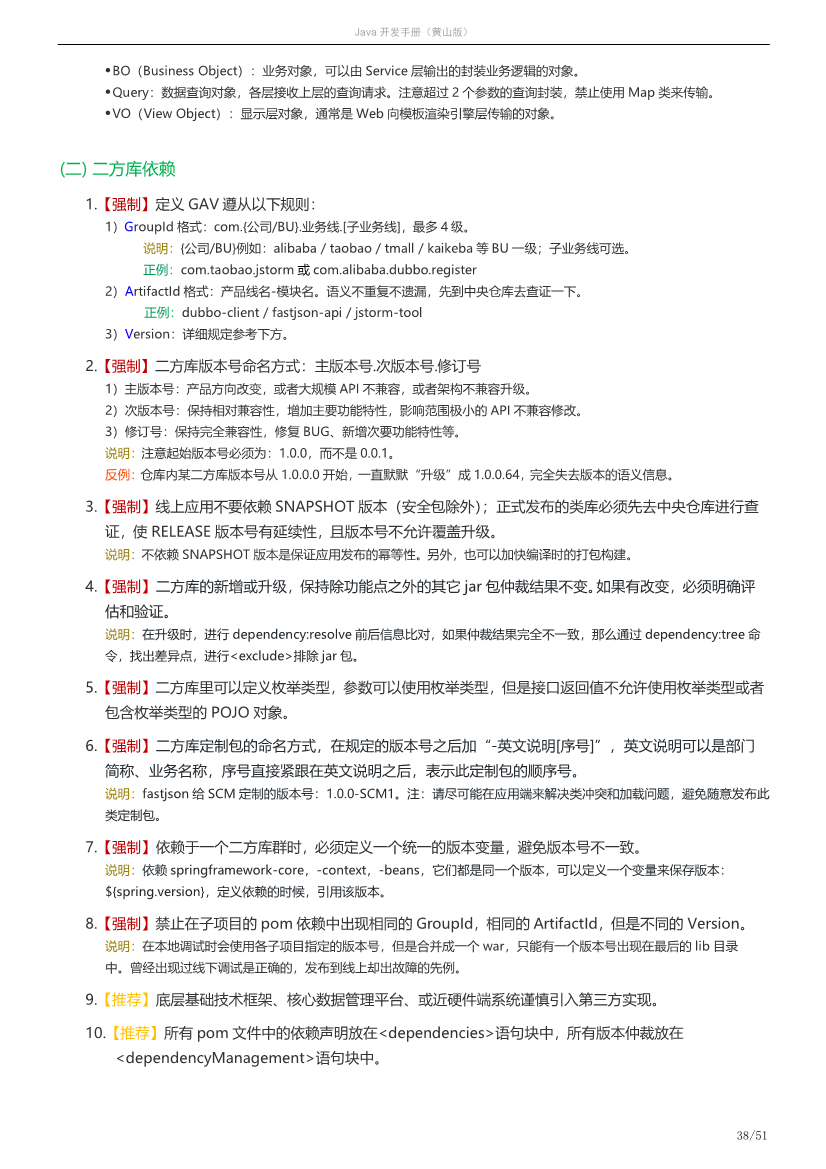 Java 开发手册（黄山版）
•BO（Business Object）：业务对象，可以由 Service 层输出的封装业务逻辑的对象。
•Query：数据查询对象，各层接收上层的查询请求。注意超过 2 个参数的查询封装，禁止使用 Map 类来传输。
•VO（View Object）：显示层对象，通常是 Web 向模板渲染引擎层传输的对象。
(二) 二方库依赖
1.【强制】定义 GAV 遵从以下规则：
1）GroupId 格式：com.{公司/BU}.业务线.[子业务线]，最多 4 级。
说明：{公司/BU}例如：alibaba / taobao / tmall / kaikeba 等 BU 一级；子业务线可选。
正例：com.taobao.jstorm 或 com.alibaba.dubbo.register
2）ArtifactId 格式：产品线名-模块名。语义不重复不遗漏，先到中央仓库去查证一下。
正例：dubbo-client / fastjson-api / jstorm-tool
3）Version：详细规定参考下方。
2.【强制】二方库版本号命名方式：主版本号.次版本号.修订号
1）主版本号：产品方向改变，或者大规模 API 不兼容，或者架构不兼容升级。
2）次版本号：保持相对兼容性，增加主要功能特性，影响范围极小的 API 不兼容修改。
3）修订号：保持完全兼容性，修复 BUG、新增次要功能特性等。
说明：注意起始版本号必须为：1.0.0，而不是 0.0.1。
反例：仓库内某二方库版本号从 1.0.0.0 开始，一直默默“升级”成 1.0.0.64，完全失去版本的语义信息。
3.【强制】线上应用不要依赖 SNAPSHOT 版本（安全包除外）；正式发布的类库必须先去中央仓库进行查
证，使 RELEASE 版本号有延续性，且版本号不允许覆盖升级。
说明：不依赖 SNAPSHOT 版本是保证应用发布的幂等性。另外，也可以加快编译时的打包构建。
4.【强制】二方库的新增或升级，保持除功能点之外的其它 jar 包仲裁结果不变。如果有改变，必须明确评
估和验证。
说明：在升级时，进行 dependency:resolve 前后信息比对，如果仲裁结果完全不一致，那么通过 dependency:tree 命
令，找出差异点，进行<exclude>排除 jar 包。
5.【强制】二方库里可以定义枚举类型，参数可以使用枚举类型，但是接口返回值不允许使用枚举类型或者
包含枚举类型的 POJO 对象。
6.【强制】二方库定制包的命名方式，在规定的版本号之后加“-英文说明[序号]”，英文说明可以是部门
简称、业务名称，序号直接紧跟在英文说明之后，表示此定制包的顺序号。
说明：fastjson 给 SCM 定制的版本号：1.0.0-SCM1。注：请尽可能在应用端来解决类冲突和加载问题，避免随意发布此
类定制包。
7.【强制】依赖于一个二方库群时，必须定义一个统一的版本变量，避免版本号不一致。
说明：依赖 springframework-core，-context，-beans，它们都是同一个版本，可以定义一个变量来保存版本：
${spring.version}，定义依赖的时候，引用该版本。
8.【强制】禁止在子项目的 pom 依赖中出现相同的 GroupId，相同的 ArtifactId，但是不同的 Version。
说明：在本地调试时会使用各子项目指定的版本号，但是合并成一个 war，只能有一个版本号出现在最后的 lib 目录
中。曾经出现过线下调试是正确的，发布到线上却出故障的先例。
9.【推荐】底层基础技术框架、核心数据管理平台、或近硬件端系统谨慎引入第三方实现。
10.【推荐】所有 pom 文件中的依赖声明放在<dependencies>语句块中，所有版本仲裁放在
<dependencyManagement>语句块中。
38/51